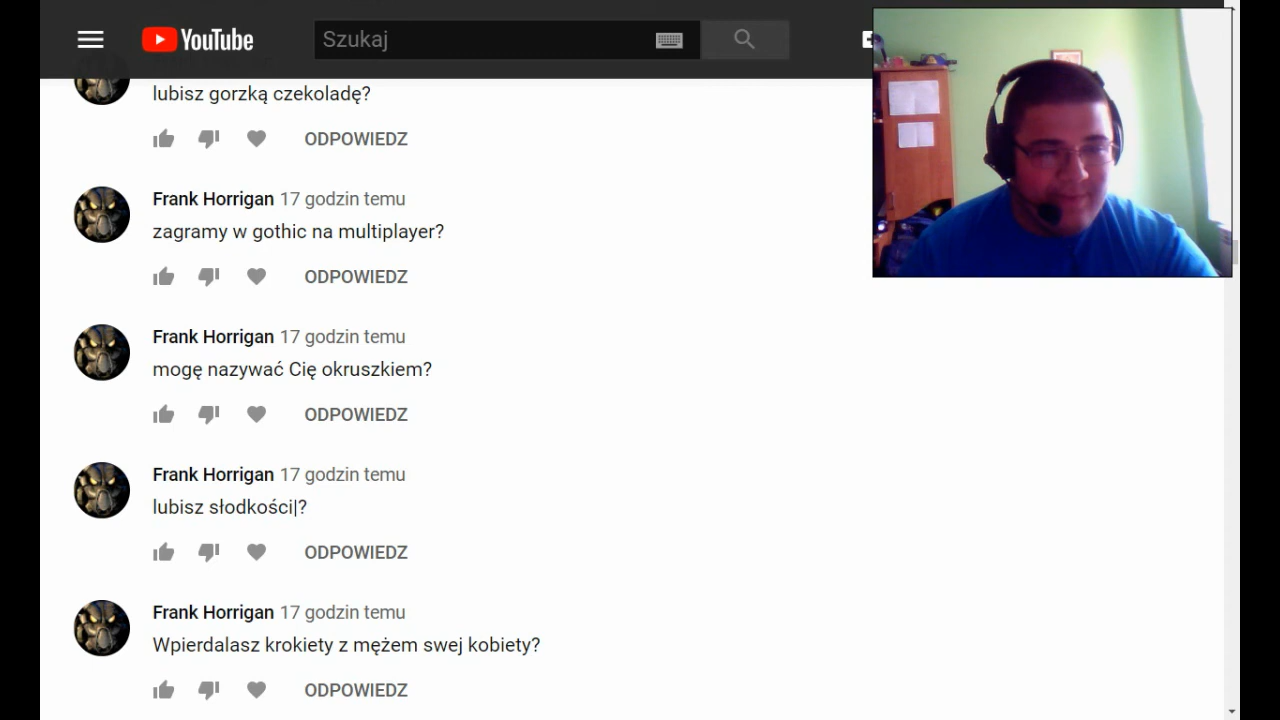 YouTube
Szukaj
lubisz gorzką czekoladę?
ODPOWIEDZ
Frank Horrigan 17 godzin temu
zagramy w gothic na multiplayer?
ODPOWIEDZ
Frank Horrigan 17 godzin temu
mogę nazywać Cię okruszkiem?
ODPOWIEDZ
Frank Horrigan 17 godzin temu
lubisz słodkości|?
ODPOWIEDZ
Frank Horrigan 17 godzin temu
Wpierdalasz krokiety z mężem swej kobiety?
ODPOWIEDZ